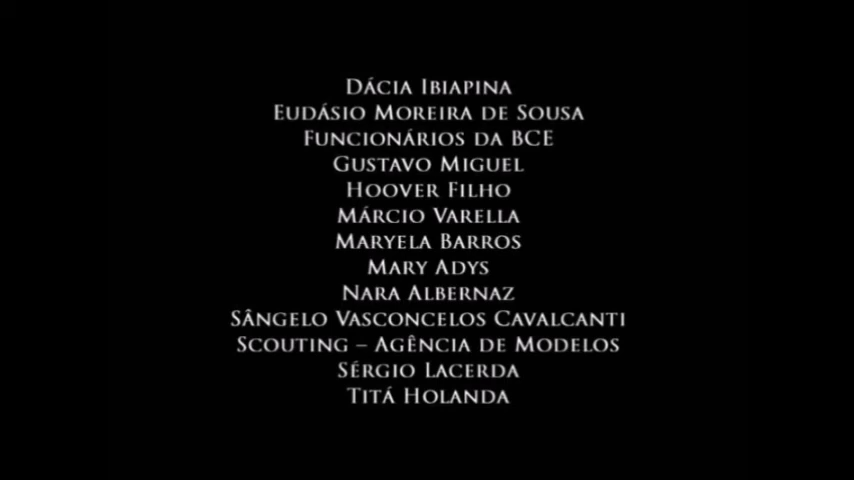 Dácia Ibiapina
Eudásio Moreira de Sousa
Funcionários da BCE
Gustavo Miguel
Hoover Filho
Márcio Varella
Maryela Barros
Mary Adys
Nara Albernaz
Sângelo Vasconcelos Cavalcanti
Scouting – Agência de Modelos
Sérgio Lacerda
Titá Holanda